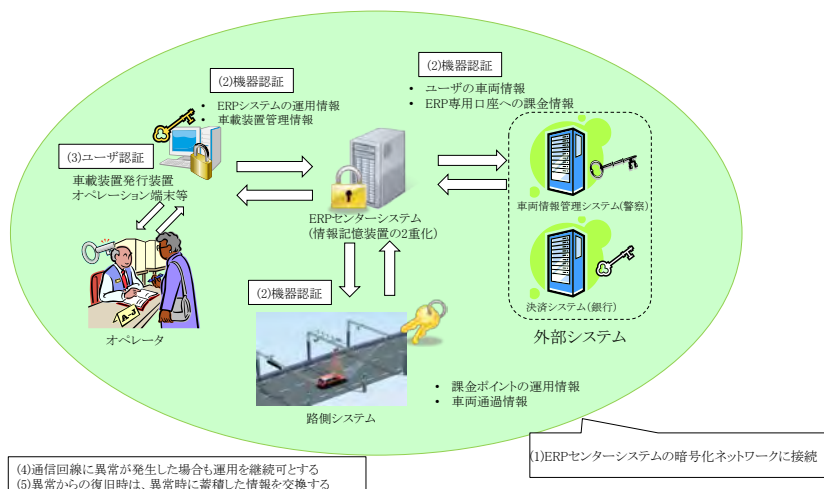 (2)機器認証
• ERPシステムの運用情報
• 車載装置管理情報
(2)機器認証
• ユーザの車両情報
• ERP専用口座への課金情報
(3)ユーザ認証
車載装置発行装置
オペレーション端末等
ERPセンターシステム
(情報記憶装置の2重化)
車両情報管理システム(警察)
決済システム(銀行)
外部システム
A-J
オペレータ
(2)機器認証
路側システム
• 課金ポイントの運用情報
• 車両通過情報
(1)ERPセンターシステムの暗号化ネットワークに接続
(4)通信回線に異常が発生した場合も運用を継続可とする
(5)異常からの復旧時は、異常時に蓄積した情報を交換する